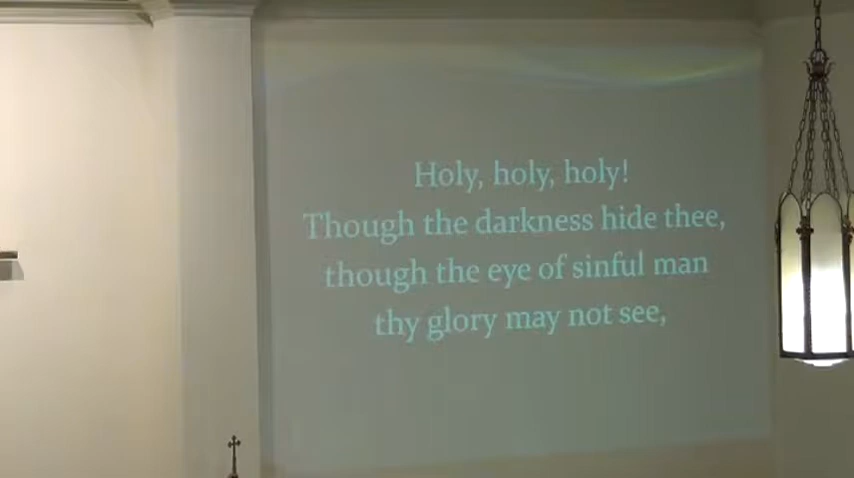 Holy, holy, holy!
Though the darkness hide thee,
though the eye of sinful man
thy glory may not see,